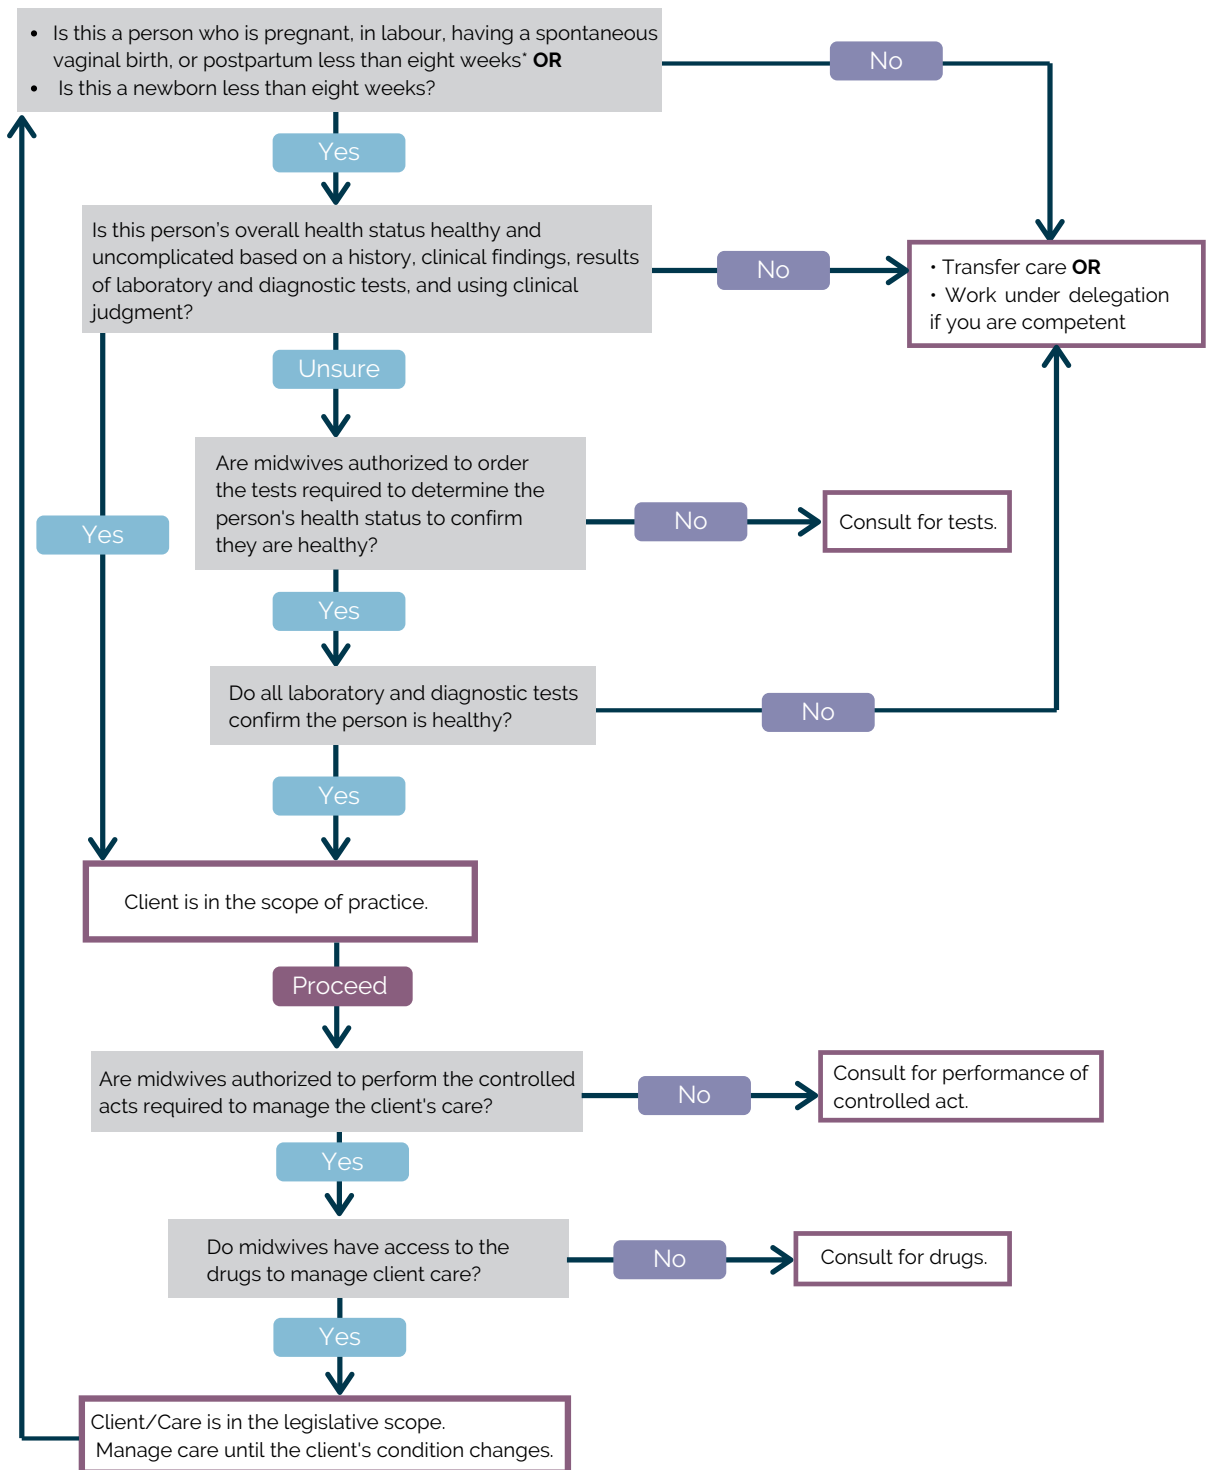 • Is this a person who is pregnant, in labour, having a spontaneous
vaginal birth, or postpartum less than eight weeks* OR
• Is this a newborn less than eight weeks?
No
Yes
Is this person's overall health status healthy and
uncomplicated based on a history, clinical findings, results
of laboratory and diagnostic tests, and using clinical
judgment?
No
• Transfer care OR
• Work under delegation
if you are competent
Unsure
Are midwives authorized to order
the tests required to determine the
person's health status to confirm
they are healthy?
No
Consult for tests.
Yes
Yes
Do all laboratory and diagnostic tests
confirm the person is healthy?
No
Yes
Client is in the scope of practice.
Proceed
Are midwives authorized to perform the controlled
acts required to manage the client's care?
No
Consult for performance of
controlled act.
Yes
Do midwives have access to the
drugs to manage client care?
No
Consult for drugs.
Yes
Client/Care is in the legislative scope.
Manage care until the client's condition changes.